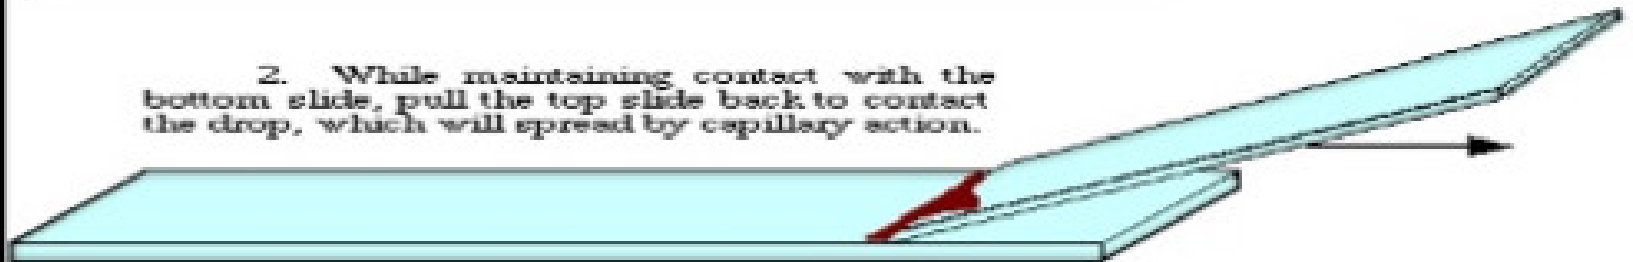 2. While maintaining contact with the
bottom slide, pull the top slide back to contact
the drop, which will spread by capillary action.